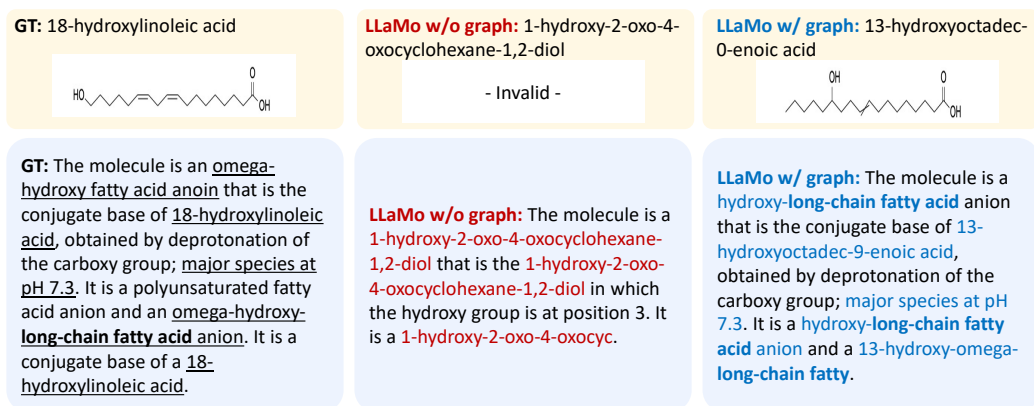 GT: 18-hydroxylinoleic acid
HO
O
OH
LLaMo w/o graph: 1-hydroxy-2-oxo-4-
oxocyclohexane-1,2-diol
- Invalid -
LLaMo w/ graph: 13-hydroxyoctadec-
0-enoic acid
OH
O
OH
GT: The molecule is an omega-
hydroxy fatty acid anoin that is the
conjugate base of 18-hydroxylinoleic
acid, obtained by deprotonation of
the carboxy group; major species at
pH 7.3. It is a polyunsaturated fatty
acid anion and an omega-hydroxy-
long-chain fatty acid anion. It is a
conjugate base of a 18-
hydroxylinoleic acid.
LLaMo w/o graph: The molecule is a
1-hydroxy-2-oxo-4-oxocyclohexane-
1,2-diol that is the 1-hydroxy-2-oxo-
4-oxocyclohexane-1,2-diol in which
the hydroxy group is at position 3. It
is a 1-hydroxy-2-oxo-4-oxocyc.
LLaMo w/ graph: The molecule is a
hydroxy-long-chain fatty acid anion
that is the conjugate base of 13-
hydroxyoctadec-9-enoic acid,
obtained by deprotonation of the
carboxy group; major species at pH
7.3. It is a hydroxy-long-chain fatty
acid anion and a 13-hydroxy-omega-
long-chain fatty.